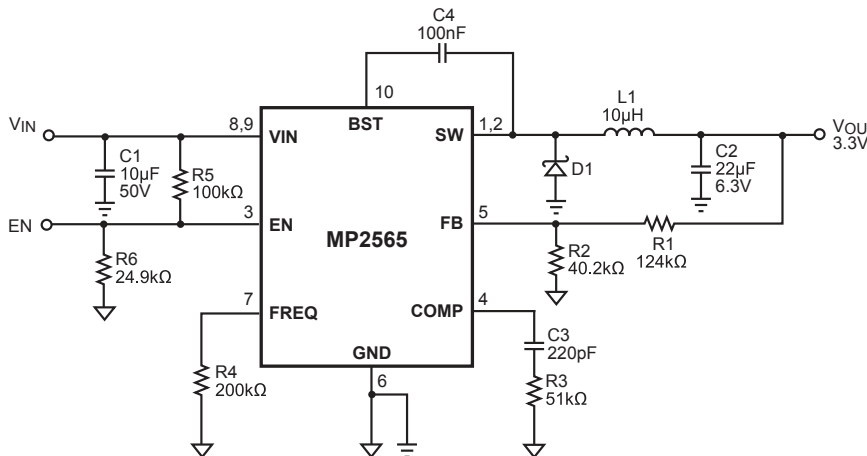 C4
100nF
10
BST
L1
10µH
VIN
8,9
VIN
SW
1,2
VOU
3.3V
C1
10µF
50V
R5
100kΩ
D1
C2
22µF
6.3V
EN
3
EN
MP2565
FB
5
R1
124kΩ
R2
40.2kΩ
R6
24.9kΩ
7
FREQ
COMP
4
R4
200kΩ
GND
6
C3
220pF
R3
51kΩ